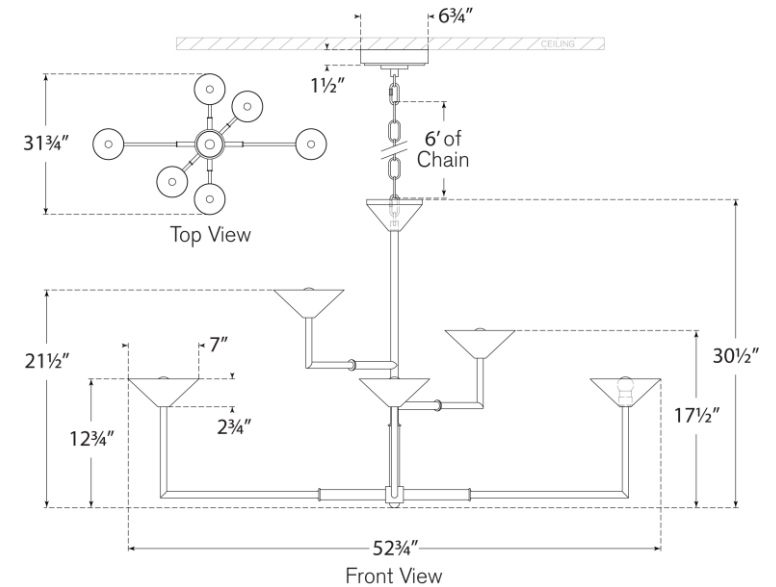 6¾”
CEILING
1½”
31¾”
6’ of
Chain
Top View
7”
21½”
30½”
2¾”
17½”
12¾”
52¾”
Front View